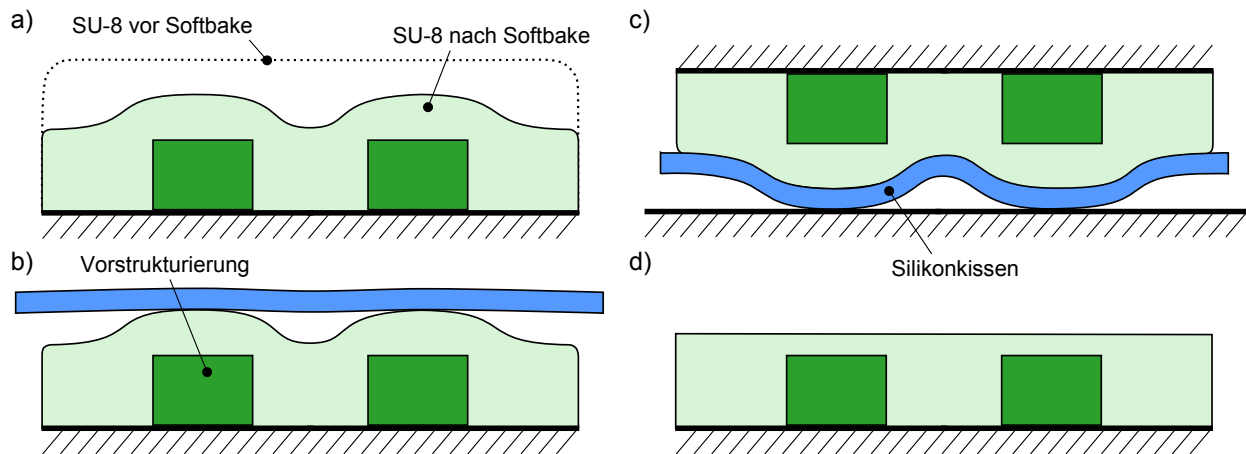 a)
SU-8 vor Softbake
SU-8 nach Softbake
c)
b)
Vorstrukturierung
Silikonkissen
d)